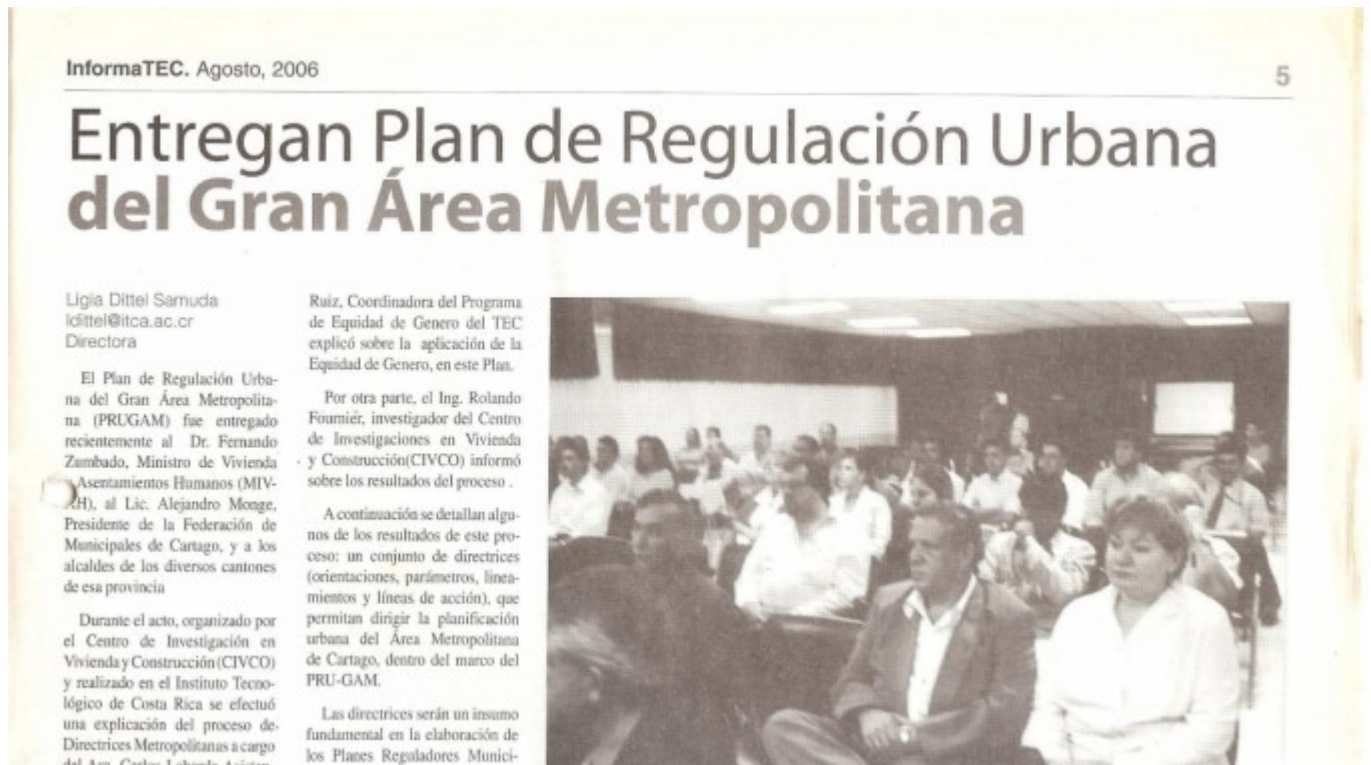 InformaTEC. Agosto, 2006
5
Entregan Plan de Regulación Urbana
del Gran Área Metropolitana
Ligia Dittel Samuda
ldittel@itca.ac.cr
Directora
El Plan de Regulación Urba-
na del Gran Área Metropolita-
na (PRUGAM) fue entregado
recientemente al Dr. Fernando
Zumbado, Ministro de Vivienda
Asentamientos Humanos (MIV-
AH), al Lic. Alejandro Monge,
Presidente de la Federación de
Municipales de Cartago, y a los
alcaldes de los diversos cantones
de esa provincia
Durante el acto, organizado por
el Centro de Investigación en
Vivienda y Construcción (CIVCO)
y realizado en el Instituto Tecno-
lógico de Costa Rica se efectuó
una explicación del proceso de
Directrices Metropolitanas a cargo
del Arq. Carlos
Ruiz, Coordinadora del Programa
de Equidad de Genero del TEC
explicó sobre la aplicación de la
Equidad de Genero, en este Plan.
Por otra parte, el Ing. Rolando
Fournier, investigador del Centro
de Investigaciones en Vivienda
y Construcción(CIVCO) informó
sobre los resultados del proceso .
A continuación se detallan algu-
nos de los resultados de este pro-
ceso: un conjunto de directrices
(orientaciones, parámetros, linea-
mientos y líneas de acción), que
permitan dirigir la planificación
urbana del Área Metropolitana
de Cartago, dentro del marco del
PRU-GAM.
Las directrices serán un insumo
fundamental en la elaboración de
los Planes Reguladores Munici-